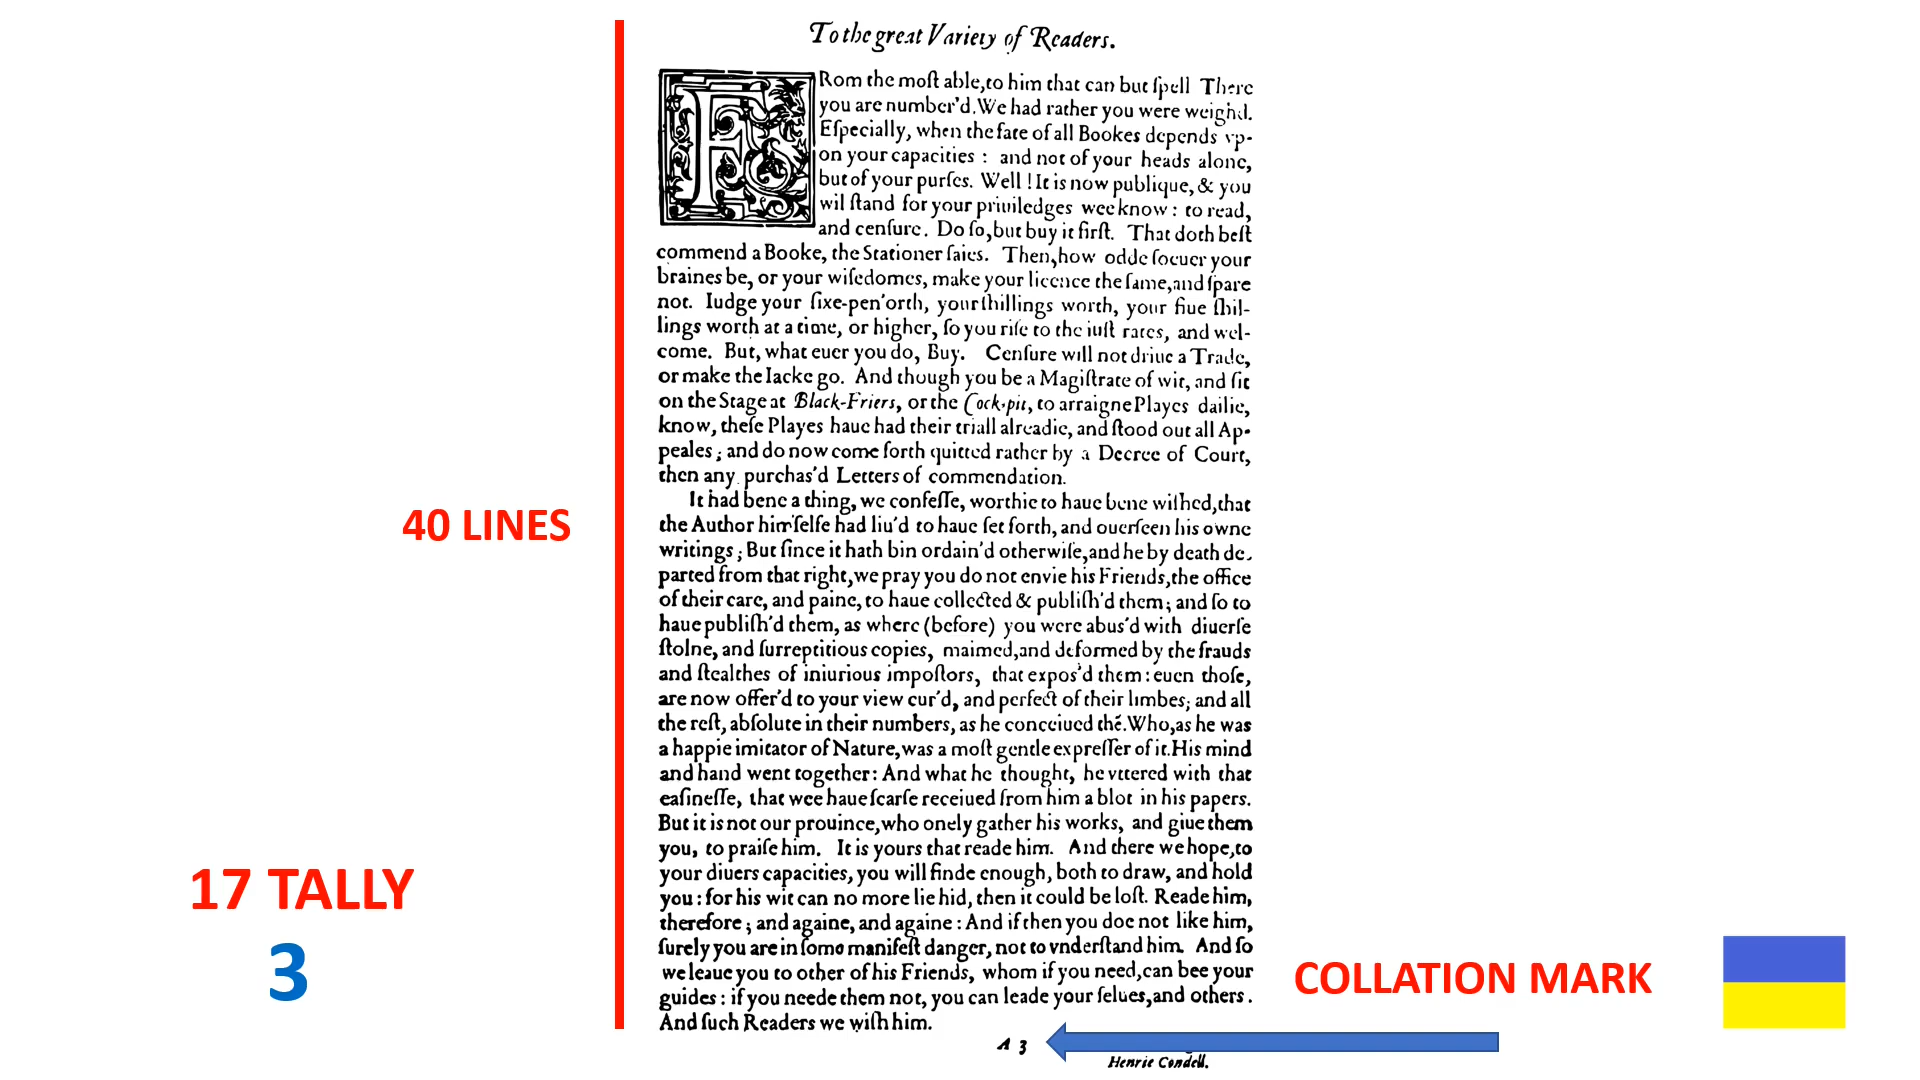 To the great Variety of Readers.
FRom the moſt able, to him that can but ſpell There
you are number'd. We had rather you were weighd.
Eſpecially, when the fate of all Bookes depends vp-
on your capacities : and not of your heads alone,
but of your purſes. Well ! It is now publique, & you
wil ſtand for your priuiledges wee know : to read,
and cenſure. Do ſo, but buy it firſt. That doth beſt
commend a Booke, the Stationer ſaies. Then, how odde ſoeuer your
braines be, or your wiſedomes, make your licence the ſame, and ſpare
not. Iudge your ſixe-pen'orth, your ſhillings worth, your fiue ſhil-
lings worth at a time, or higher, ſo you riſe to the iuſt rates, and wel-
come. But, what euer you do, Buy. Cenſure will not driue a Trade,
or make the Iacke go. And though you be a Magiſtrate of wit, and ſit
on the Stage at Black-Friers, or the Cock-pit, to arraigne Playes dailie,
know, theſe Playes haue had their triall alreadie, and ſtood out all Ap-
peales ; and do now come forth quitted rather by a Decree of Court,
then any purchas'd Letters of commendation.
It had bene a thing, we confeſſe, worthie to haue bene wiſhed, that
the Author himſelfe had liu'd to haue ſet forth, and ouerſeen his owne
writings ; But ſince it hath bin ordain'd otherwiſe, and he by death de-
parted from that right, we pray you do not envie his Friends, the office
of their care, and paine, to haue collected & publiſh'd them ; and ſo to
haue publiſh'd them, as where (before) you were abus'd with diuerſe
ſtolne, and ſurreptitious copies, maimed, and deformed by the frauds
and ſtealthes of iniurious impoſtors, that expos'd them : euen thoſe,
are now offer'd to your view cur'd, and perfect of their limbes; and all
the reſt, abſolute in their numbers, as he conceiued thē. Who, as he was
a happie imitator of Nature, was a moſt gentle expreſſer of it. His mind
and hand went together : And what he thought, he vttered with that
eaſineſſe, that wee haue ſcarſe receiued from him a blot in his papers.
But it is not our prouince, who onely gather his works, and giue them
you, to praiſe him. It is yours that reade him. And there we hope, to
your diuers capacities, you will finde enough, both to draw, and hold
you : for his wit can no more lie hid, then it could be loſt. Reade him,
therefore ; and againe, and againe : And if then you doe not like him,
ſurely you are in ſome manifeſt danger, not to vnderſtand him. And ſo
we leaue you to other of his Friends, whom if you need, can bee your
guides : if you neede them not, you can leade your ſelues, and others.
And ſuch Readers we wiſh him.
A 3
Henrie Condell.
40 LINES
17 TALLY
3
COLLATION MARK